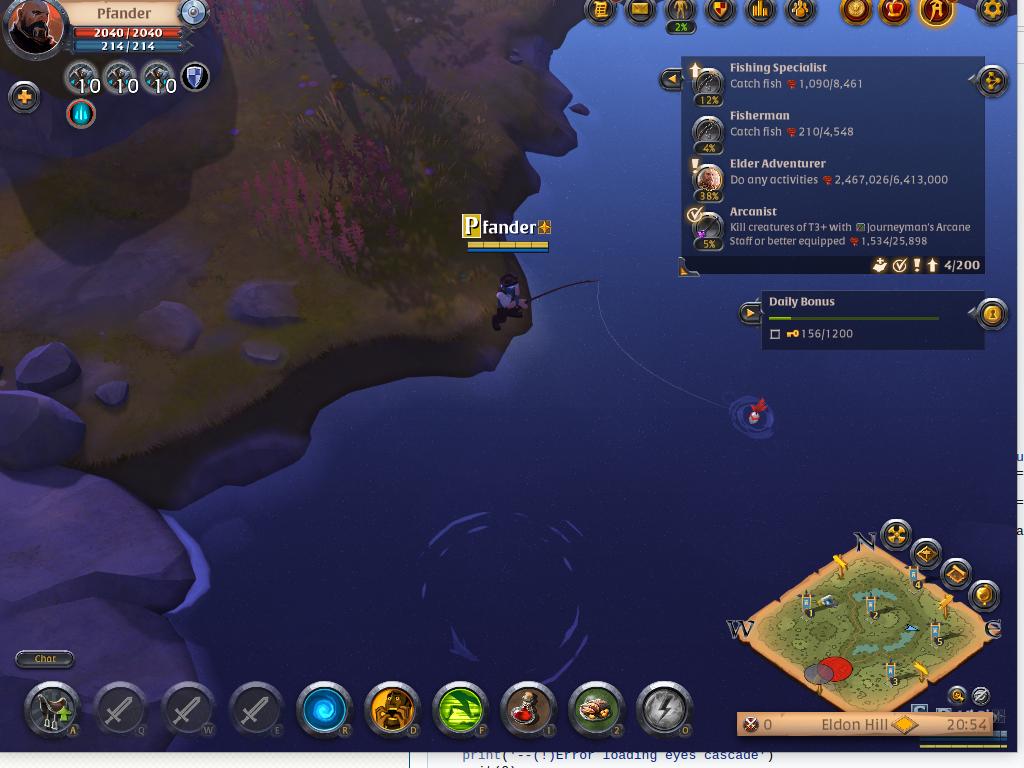 Pfander
2040 / 2040
214 / 214
10 10 10
2%
Fishing Specialist
Catch fish 1,090/8,461
12%
Fisherman
Catch fish 210/4,548
4%
Elder Adventurer
Do any activities 2,467,026/6,413,000
38%
Arcanist
Kill creatures of T3+ with Journeyman's Arcane
Staff or better equipped 1,534/25,898
5%
4/200
Pfander
Daily Bonus
156/1200
N
W
E
1 2 3 4 5
Chat
A Q W E R D F 1 2 O
0 Eldon Hill 20:54
print('--(!)Error loading eyes cascade')